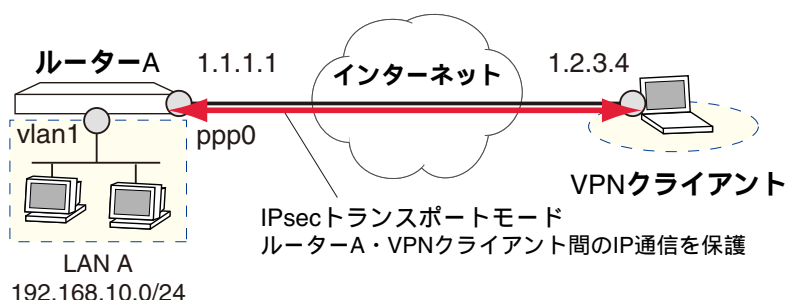 ルーターA
1.1.1.1
インターネット
1.2.3.4
vlan1
ppp0
VPNクライアント
IPsecトランスポートモード
ルーターA・VPNクライアント間のIP通信を保護
LAN A
192.168.10.0/24